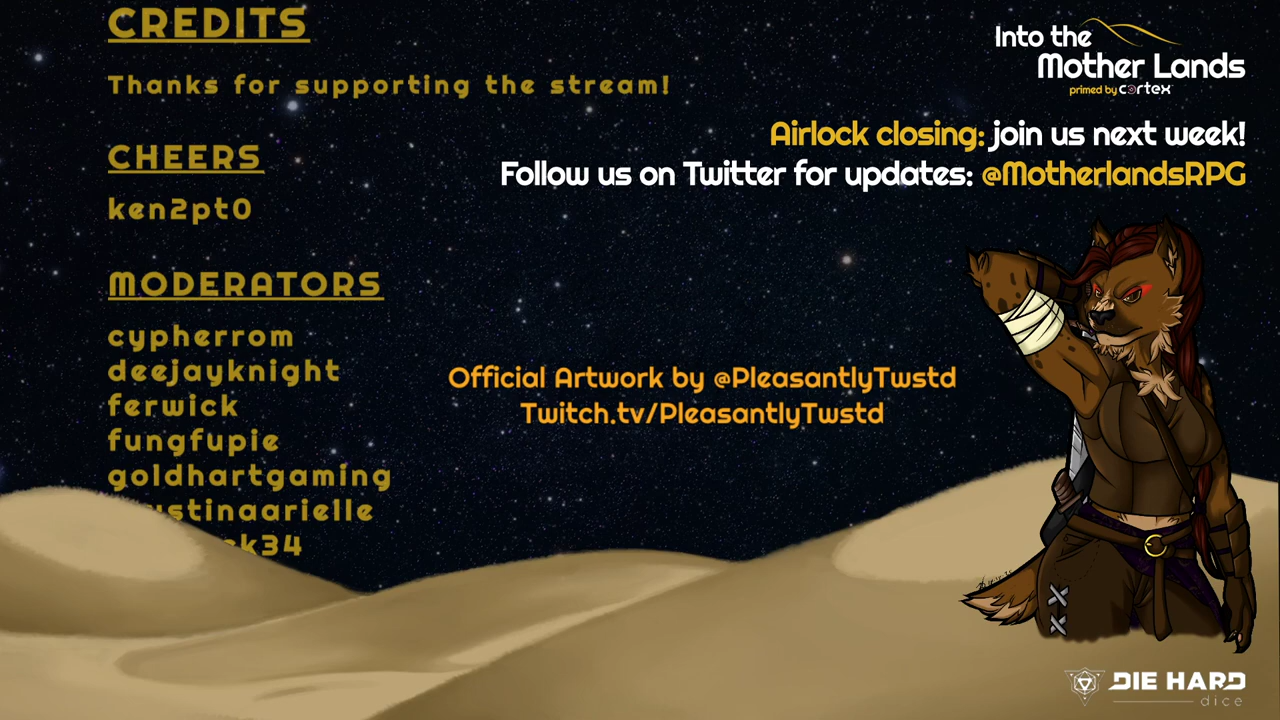 CREDITS
Thanks for supporting the stream!
CHEERS
ken2pt0
MODERATORS
cypherrom
deejayknight
ferwick
fungfupie
goldhartgaming
Into the
Mother Lands
primed by cortex
Airlock closing: join us next week!
Follow us on Twitter for updates: @MotherlandsRPG
Official Artwork by @PleasantlyTwstd
Twitch.tv/PleasantlyTwstd
DIE HARD
dice